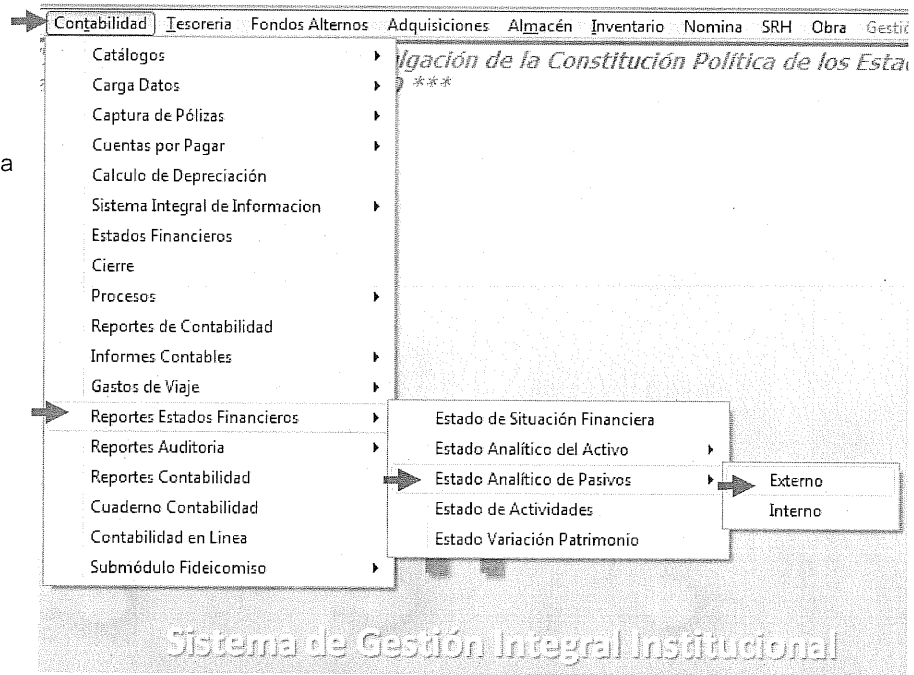 Contabilidad Tesoreria Fondos Alternos Adquisiciones Almacén Inventario Nomina SRH Obra Gestió
lgación de la Constitución Política de los Estad
***
a
Catálogos
Carga Datos
Captura de Pólizas
Cuentas por Pagar
Calculo de Depreciación
Sistema Integral de Informacion
Estados Financieros
Cierre
Procesos
Reportes de Contabilidad
Informes Contables
Gastos de Viaje
Reportes Estados Financieros
Reportes Auditoria
Reportes Contabilidad
Cuaderno Contabilidad
Contabilidad en Linea
Submódulo Fideicomiso
Estado de Situación Financiera
Estado Analítico del Activo
Estado Analítico de Pasivos
Estado de Actividades
Estado Variación Patrimonio
Externo
Interno
Sistema de Gestión Integral Institucional